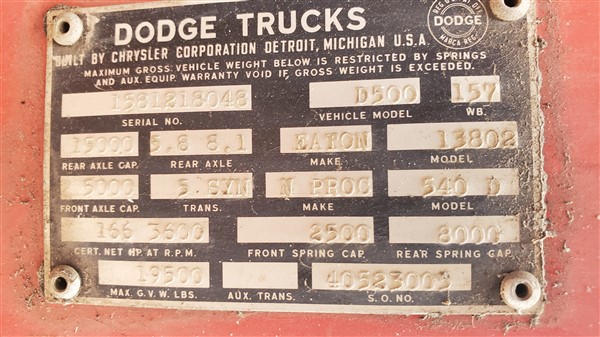 DODGE TRUCKS
BUILT BY CHRYSLER CORPORATION DETROIT, MICHIGAN U.S.A.
DODGE
MARCA REG.
MAXIMUM GROSS VEHICLE WEIGHT BELOW IS RESTRICTED BY SPRINGS
AND AUX. EQUIP. WARRANTY VOID IF GROSS WEIGHT IS EXCEEDED.
1581218048 D500 157
SERIAL NO. VEHICLE MODEL WB.
15000 5.8 8.1 EATON 13802
REAR AXLE CAP. REAR AXLE MAKE MODEL
5000 5 SYN N PROC 540 D
FRONT AXLE CAP. TRANS. MAKE MODEL
166 3600 2500 8000
CERT. NET HP. AT R.P.M. FRONT SPRING CAP. REAR SPRING CAP.
19500 40523003
MAX. G.V.W. LBS. AUX. TRANS. S.O. NO.